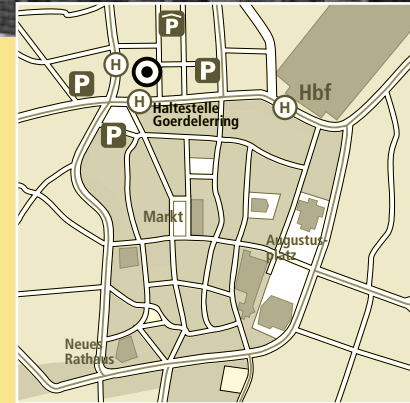 P
H
P
P
Hbf
H
H
Haltestelle
Goerdelerring
P
Markt
Augustus-
platz
Neues
Rathaus